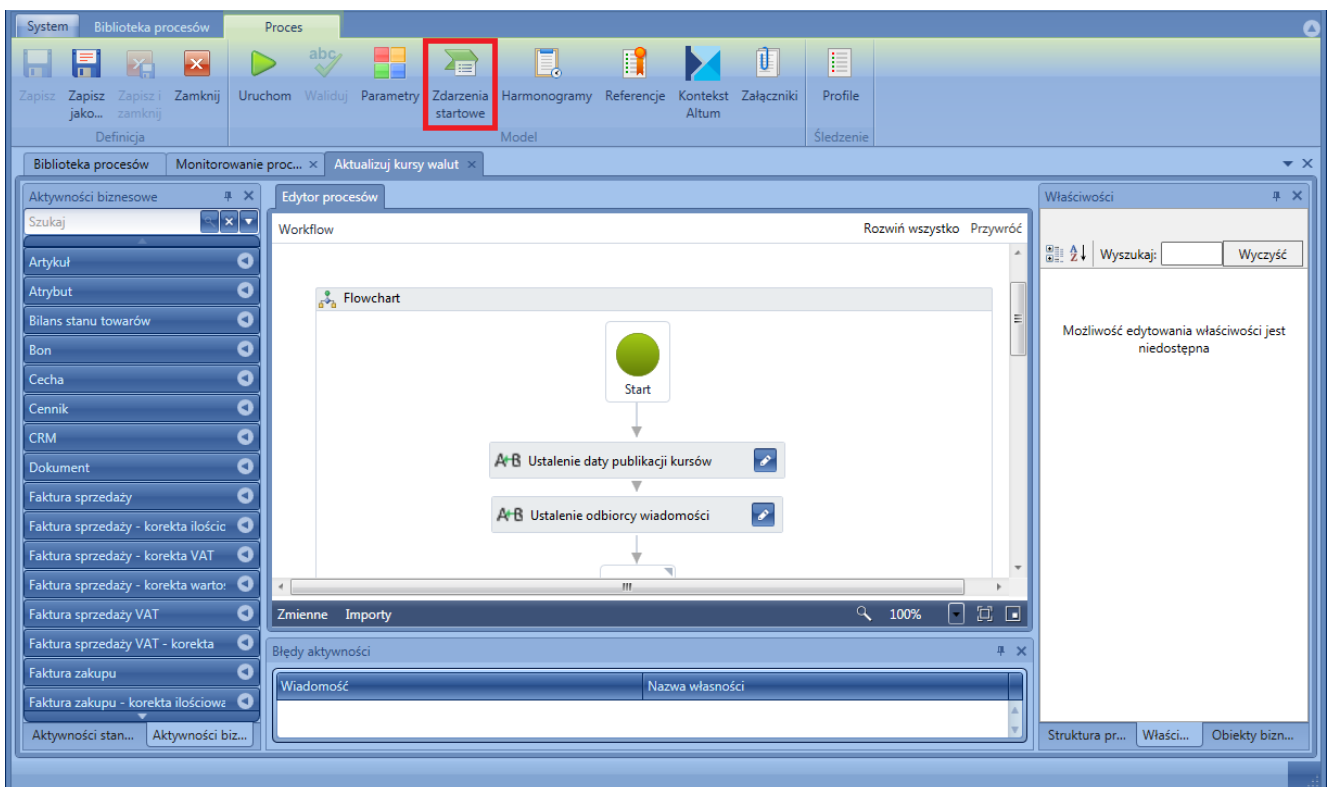 System Biblioteka procesów Proces
Zapisz Zapisz jako... Zapisz i zamknij Zamknij Uruchom Waliduj Parametry Zdarzenia startowe Harmonogramy Referencje Kontekst Altum Załączniki Profile
Definicja Model Śledzenie
Biblioteka procesów Monitorowanie proc... Aktualizuj kursy walut
Aktywności biznesowe
Szukaj
Artykuł
Atrybut
Bilans stanu towarów
Bon
Cecha
Cennik
CRM
Dokument
Faktura sprzedaży
Faktura sprzedaży - korekta ilośc
Faktura sprzedaży - korekta VAT
Faktura sprzedaży - korekta warto
Faktura sprzedaży VAT
Faktura sprzedaży VAT - korekta
Faktura zakupu
Faktura zakupu - korekta ilościowa
Aktywności stan... Aktywności biz...
Edytor procesów
Workflow Rozwiń wszystko Przywróć
Flowchart
Start
A+B Ustalenie daty publikacji kursów
A+B Ustalenie odbiorcy wiadomości
Zmienne Importy 100%
Błędy aktywności
Wiadomość Nazwa własności
Właściwości
Wyszukaj: Wyczyść
Możliwość edytowania właściwości jest
niedostępna
Struktura pr... Właści... Obiekty bizn...